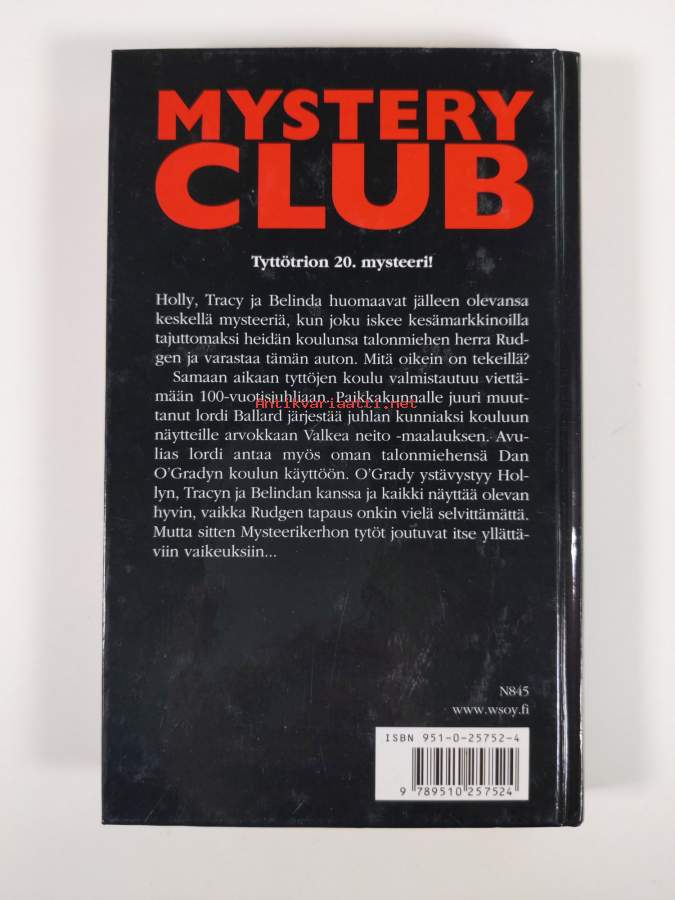 MYSTERY
CLUB
Tyttötrion 20. mysteeri!
Holly, Tracy ja Belinda huomaavat jälleen olevansa
keskellä mysteeriä, kun joku iskee kesämarkkinoilla
tajuttomaksi heidän koulunsa talonmiehen herra Rud-
gen ja varastaa tämän auton. Mitä oikein on tekeillä?
Samaan aikaan tyttöjen koulu valmistautuu viettä-
mään 100-vuotisjuhliaan. Paikkakunnalle juuri muut-
Antikvariaatti.net
tanut lordi Ballard järjestää juhlan kunniaksi kouluun
näytteille arvokkaan Valkea neito -maalauksen. Avu-
lias lordi antaa myös oman talonmiehensä Dan
O'Gradyn koulun käyttöön. O'Grady ystävystyy Hol-
lyn, Tracyn ja Belindan kanssa ja kaikki näyttää olevan
hyvin, vaikka Rudgen tapaus onkin vielä selvittämättä.
Mutta sitten Mysteerikerhon tytöt joutuvat itse yllättä-
viin vaikeuksiin...
N845
www.wsoy.fi
ISBN 951-0-25752-4
9 789510 257524